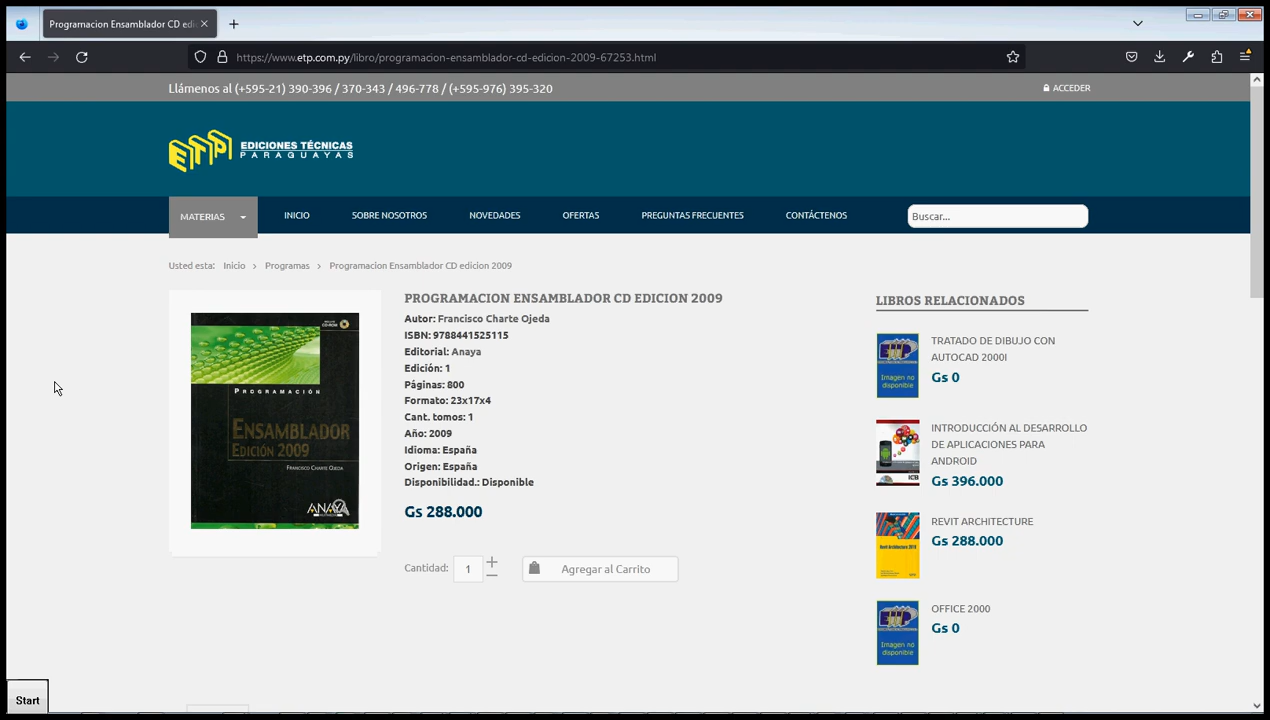 Programacion Ensamblador CD edi
https://www.etp.com.py/libro/programacion-ensamblador-cd-edicion-2009-67253.html
Llámenos al (+595-21) 390-396 / 370-343 / 496-778 / (+595-976) 395-320
ACCEDER
ETP EDICIONES TÉCNICAS
PARAGUAYAS
MATERIAS INICIO SOBRE NOSOTROS NOVEDADES OFERTAS PREGUNTAS FRECUENTES CONTÁCTENOS Buscar...
Usted esta: Inicio > Programas > Programacion Ensamblador CD edicion 2009
CD-ROM
PROGRAMACIÓN
ENSAMBLADOR
EDICIÓN 2009
FRANCISCO CHARTE OJEDA
ANAYA
PROGRAMACION ENSAMBLADOR CD EDICION 2009
Autor: Francisco Charte Ojeda
ISBN: 9788441525115
Editorial: Anaya
Edición: 1
Páginas: 800
Formato: 23x17x4
Cant. tomos: 1
Año: 2009
Idioma: España
Origen: España
Disponibilidad.: Disponible
Gs 288.000
Cantidad: 1 + − Agregar al Carrito
LIBROS RELACIONADOS
Imagen no
disponible
TRATADO DE DIBUJO CON
AUTOCAD 2000I
Gs 0
INTRODUCCIÓN AL DESARROLLO
DE APLICACIONES PARA
ANDROID
Gs 396.000
REVIT ARCHITECTURE
Gs 288.000
Imagen no
disponible
OFFICE 2000
Gs 0
Start